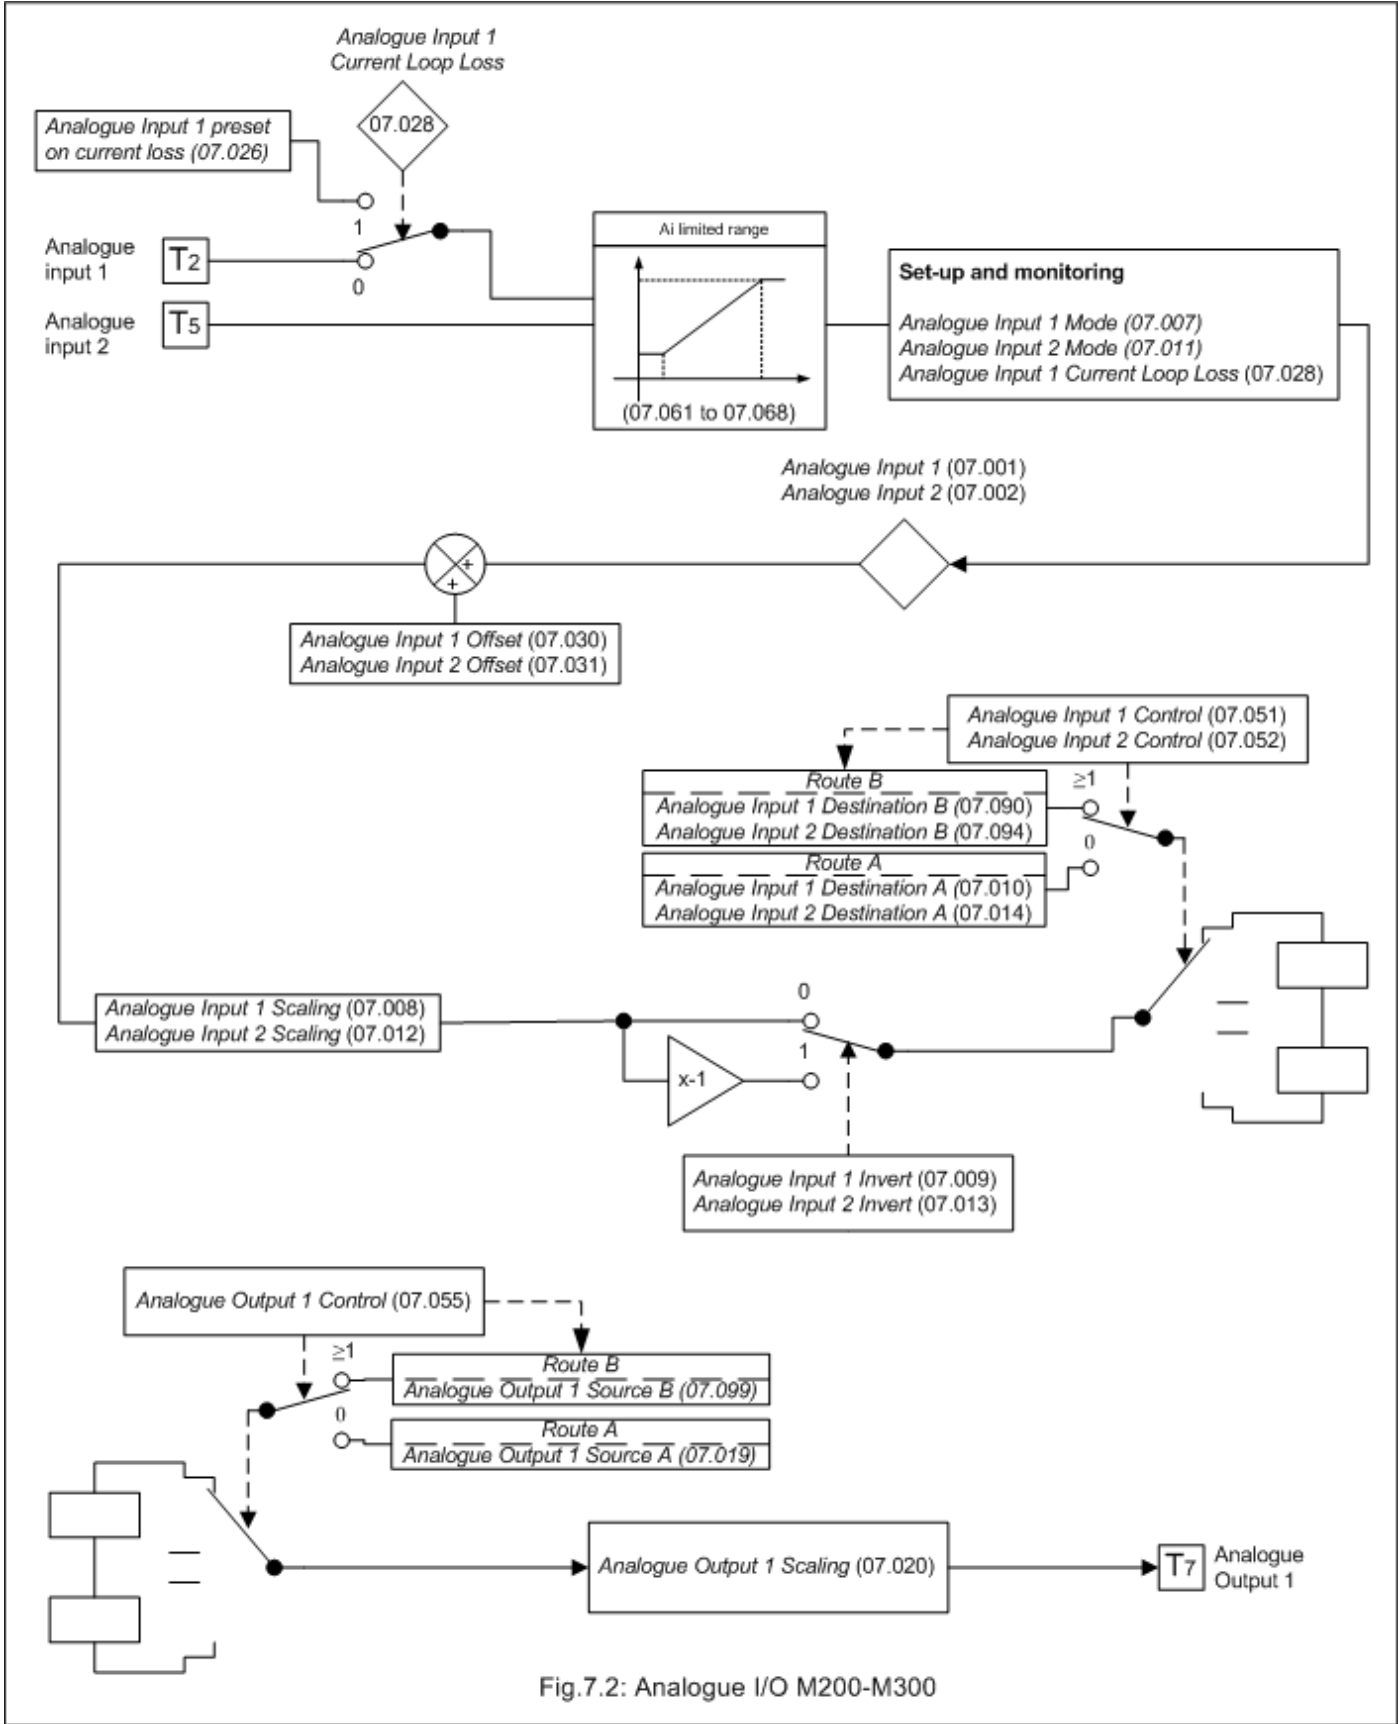 Analogue Input 1
Current Loop Loss
07.028
Analogue Input 1 preset
on current loss (07.026)
1
Analogue
input 1
T2
0
Analogue
input 2
T5
Ai limited range
(07.061 to 07.068)
Set-up and monitoring
Analogue Input 1 Mode (07.007)
Analogue Input 2 Mode (07.011)
Analogue Input 1 Current Loop Loss (07.028)
Analogue Input 1 (07.001)
Analogue Input 2 (07.002)
+
+
Analogue Input 1 Offset (07.030)
Analogue Input 2 Offset (07.031)
Analogue Input 1 Control (07.051)
Analogue Input 2 Control (07.052)
Route B
Analogue Input 1 Destination B (07.090)
Analogue Input 2 Destination B (07.094)
≥1
0
Route A
Analogue Input 1 Destination A (07.010)
Analogue Input 2 Destination A (07.014)
Analogue Input 1 Scaling (07.008)
Analogue Input 2 Scaling (07.012)
0
1
x-1
Analogue Input 1 Invert (07.009)
Analogue Input 2 Invert (07.013)
Analogue Output 1 Control (07.055)
≥1
0
Route B
Analogue Output 1 Source B (07.099)
Route A
Analogue Output 1 Source A (07.019)
Analogue Output 1 Scaling (07.020)
T7
Analogue
Output 1
Fig.7.2: Analogue I/O M200-M300